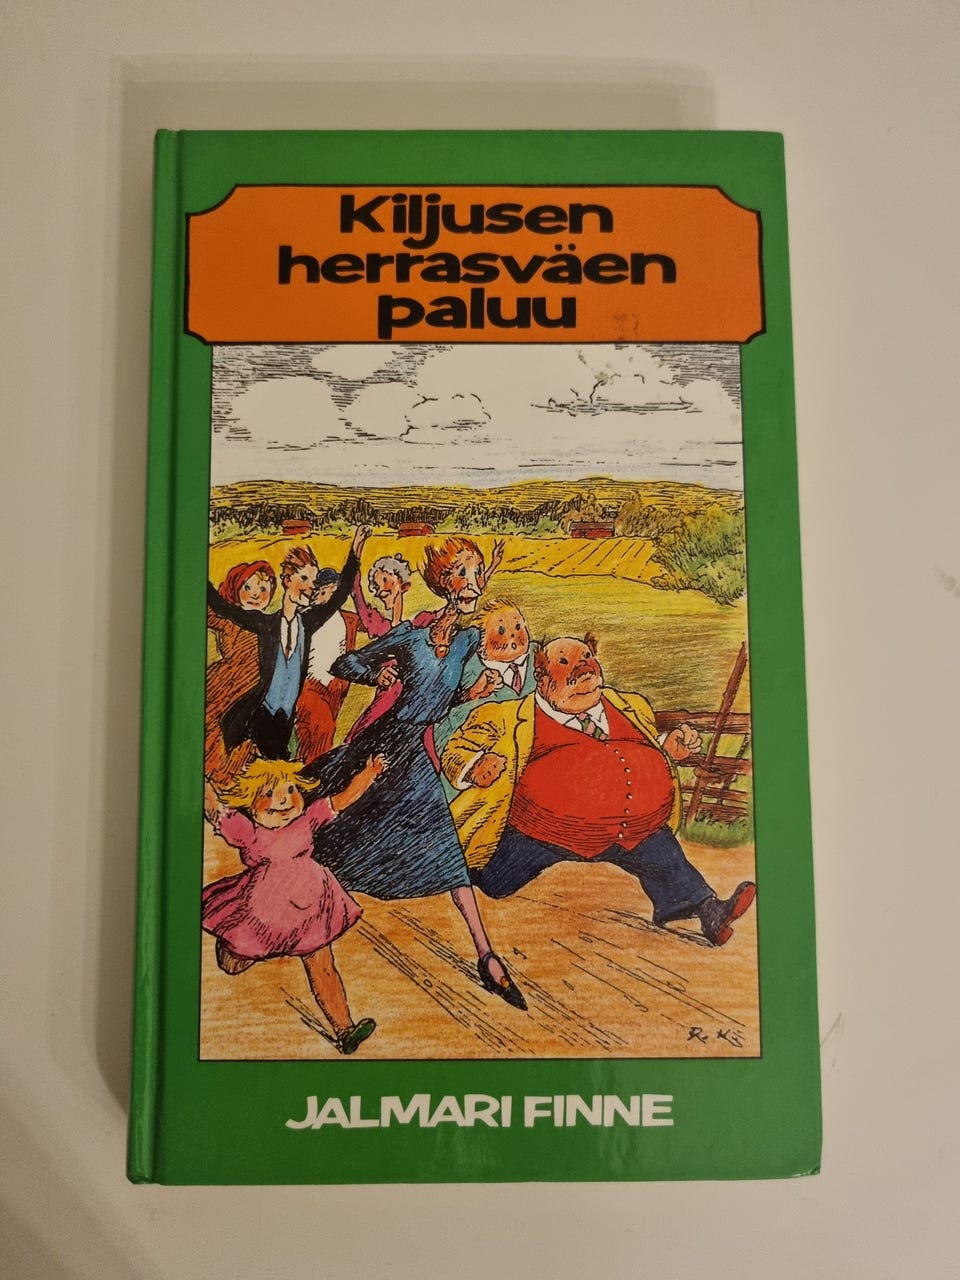 Kiljusen
herrasväen
paluu
JALMARI FINNE